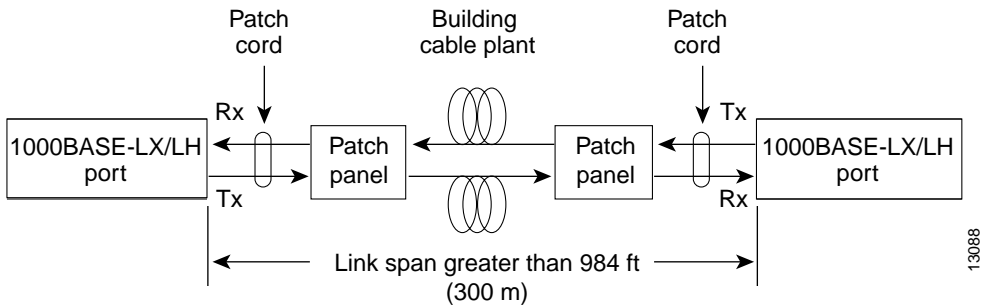 Patch
cord
Building
cable plant
Patch
cord
Rx
Tx
1000BASE-LX/LH
port
Patch
panel
Patch
panel
1000BASE-LX/LH
port
Tx
Rx
Link span greater than 984 ft
(300 m)
13088